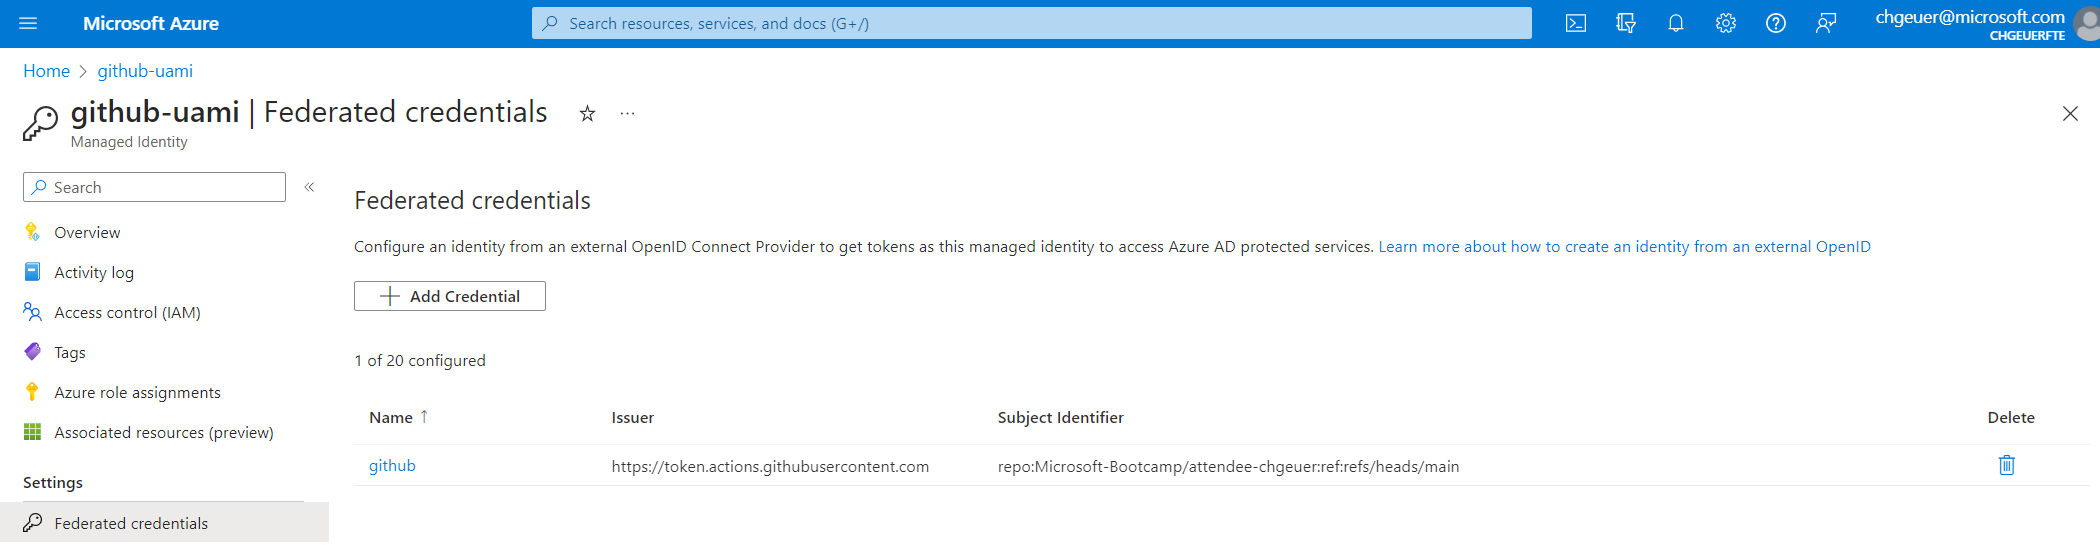 Microsoft Azure
Search resources, services, and docs (G+/)
chgeuer@microsoft.com
CHGEUERFTE
Home > github-uami
github-uami | Federated credentials
Managed Identity
Search
Overview
Activity log
Access control (IAM)
Tags
Azure role assignments
Associated resources (preview)
Settings
Federated credentials
Federated credentials
Configure an identity from an external OpenID Connect Provider to get tokens as this managed identity to access Azure AD protected services. Learn more about how to create an identity from an external OpenID
Add Credential
1 of 20 configured
Name ↑ Issuer Subject Identifier Delete
github https://token.actions.githubusercontent.com repo:Microsoft-Bootcamp/attendee-chgeuer:ref:refs/heads/main